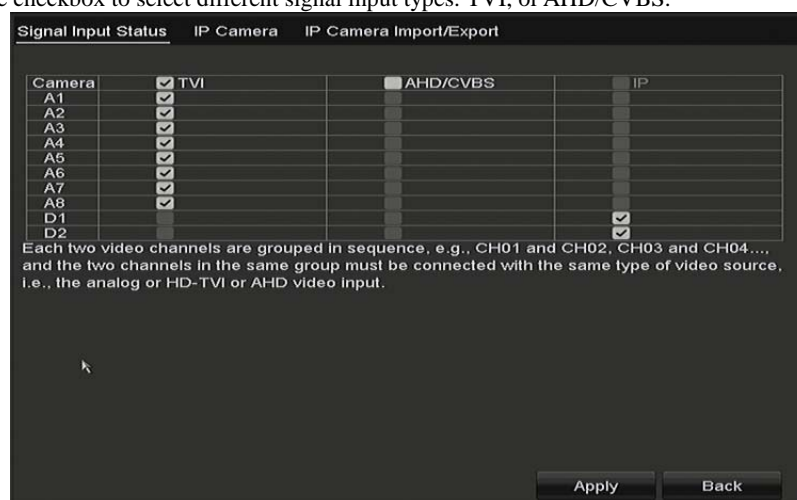 checkbox to select different signal input types: TVI, or AHD/CVBS.
Signal Input Status IP Camera IP Camera Import/Export
Camera TVI AHD/CVBS IP
A1
A2
A3
A4
A5
A6
A7
A8
D1
D2
Each two video channels are grouped in sequence, e.g., CH01 and CH02, CH03 and CH04...,
and the two channels in the same group must be connected with the same type of video source,
i.e., the analog or HD-TVI or AHD video input.
Apply Back